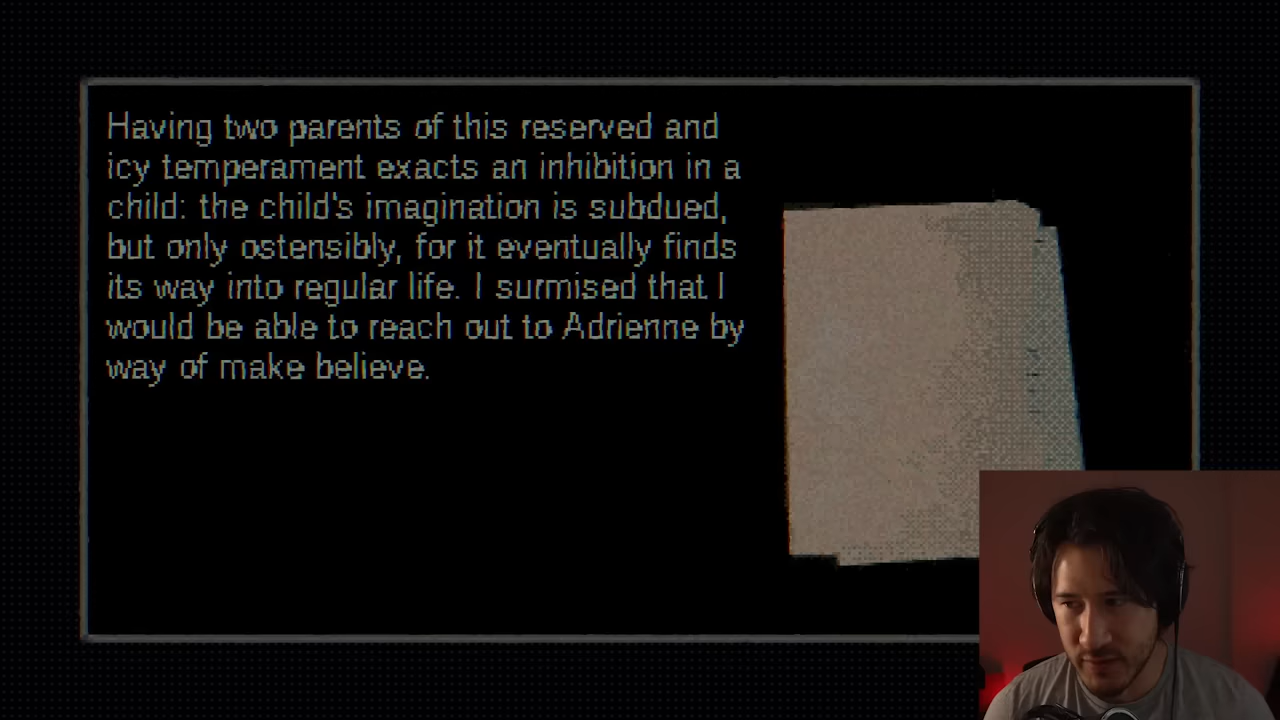 Having two parents of this reserved and
icy temperament exacts an inhibition in a
child: the child's imagination is subdued,
but only ostensibly, for it eventually finds
its way into regular life. I surmised that I
would be able to reach out to Adrienne by
way of make believe.